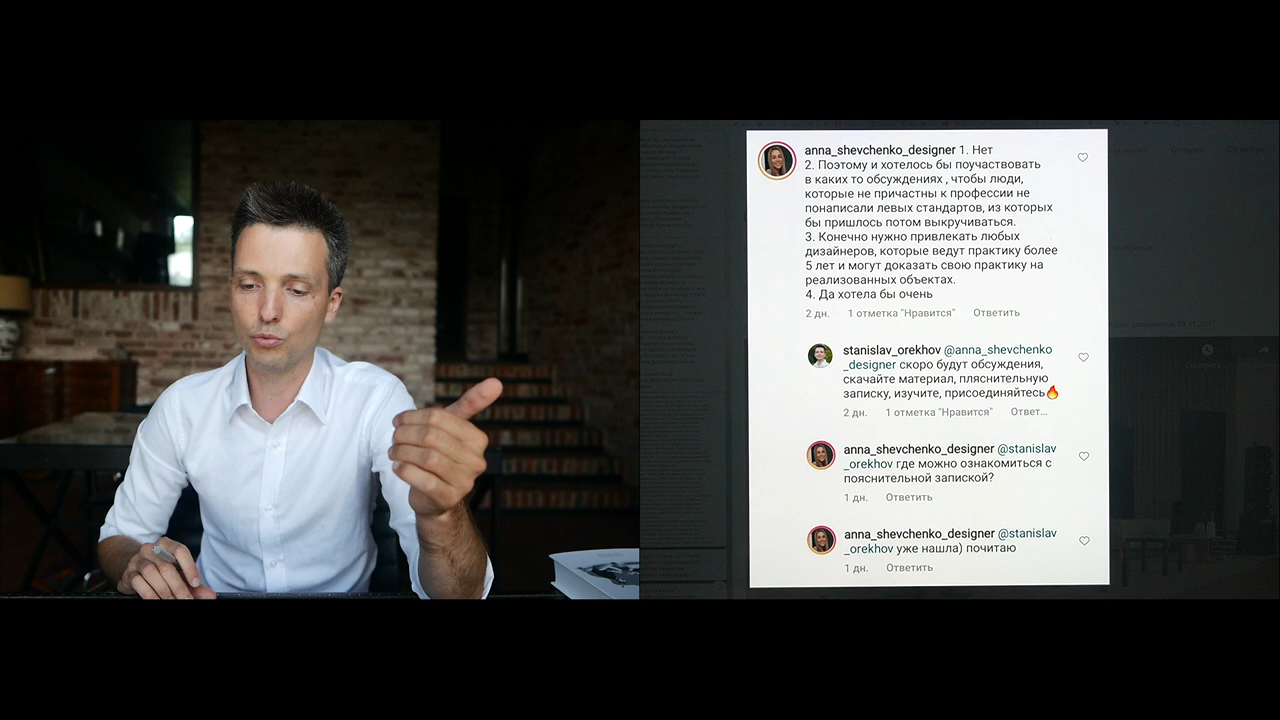 anna_shevchenko_designer 1. Нет
2. Поэтому и хотелось бы поучаствовать
в каких то обсуждениях , чтобы люди,
которые не причастны к профессии не
понаписали левых стандартов, из которых
бы пришлось потом выкручиваться.
3. Конечно нужно привлекать любых
дизайнеров, которые ведут практику более
5 лет и могут доказать свою практику на
реализованных объектах.
4. Да хотела бы очень
2 дн. 1 отметка "Нравится" Ответить
stanislav_orekhov @anna_shevchenko
_designer скоро будут обсуждения,
скачайте материал, пляснительную
записку, изучите, присоединяйтесь🔥
2 дн. 1 отметка "Нравится" Ответ...
anna_shevchenko_designer @stanislav
_orekhov где можно ознакомиться с
пояснительной запиской?
1 дн. Ответить
anna_shevchenko_designer @stanislav
_orekhov уже нашла) почитаю
1 дн. Ответить